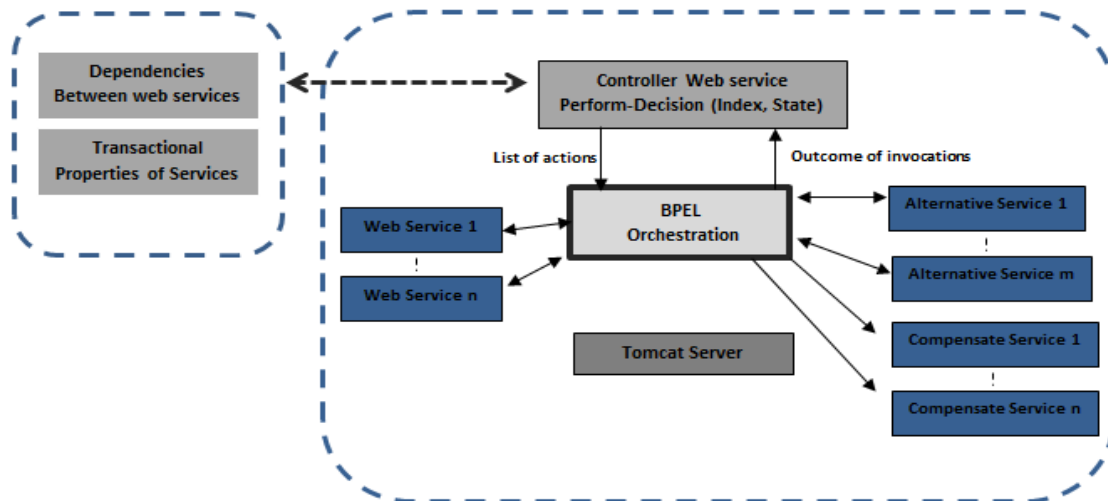 Dependencies
Between web services
Transactional
Properties of Services
Controller Web service
Perform-Decision (Index, State)
List of actions
Outcome of invocations
BPEL
Orchestration
Web Service 1
Web Service n
Alternative Service 1
Alternative Service m
Compensate Service 1
Compensate Service n
Tomcat Server